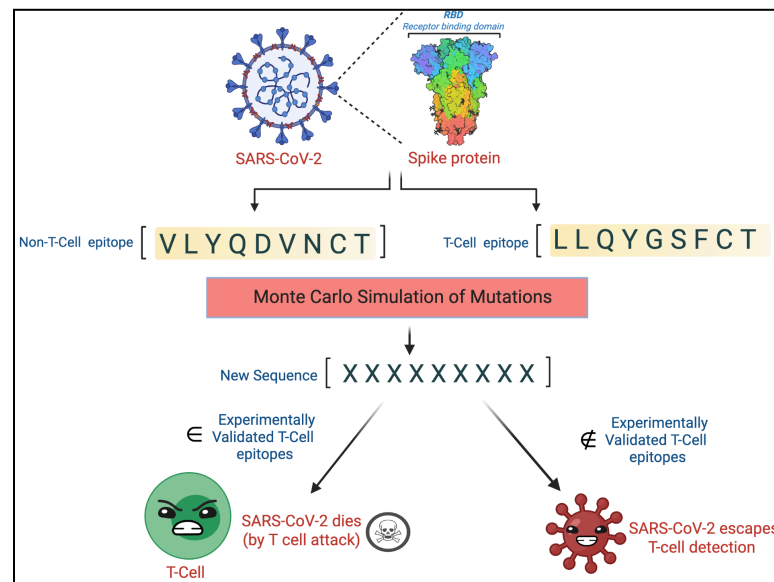 RBD
Receptor binding domain
SARS-CoV-2
Spike protein
Non-T-Cell epitope [ V L Y Q D V N C T ]
T-Cell epitope [ L L Q Y G S F C T ]
Monte Carlo Simulation of Mutations
New Sequence [ X X X X X X X X X ]
∈ Experimentally
Validated T-Cell
epitopes
∉ Experimentally
Validated T-Cell
epitopes
SARS-CoV-2 dies
(by T cell attack)
T-Cell
SARS-CoV-2 escapes
T-cell detection